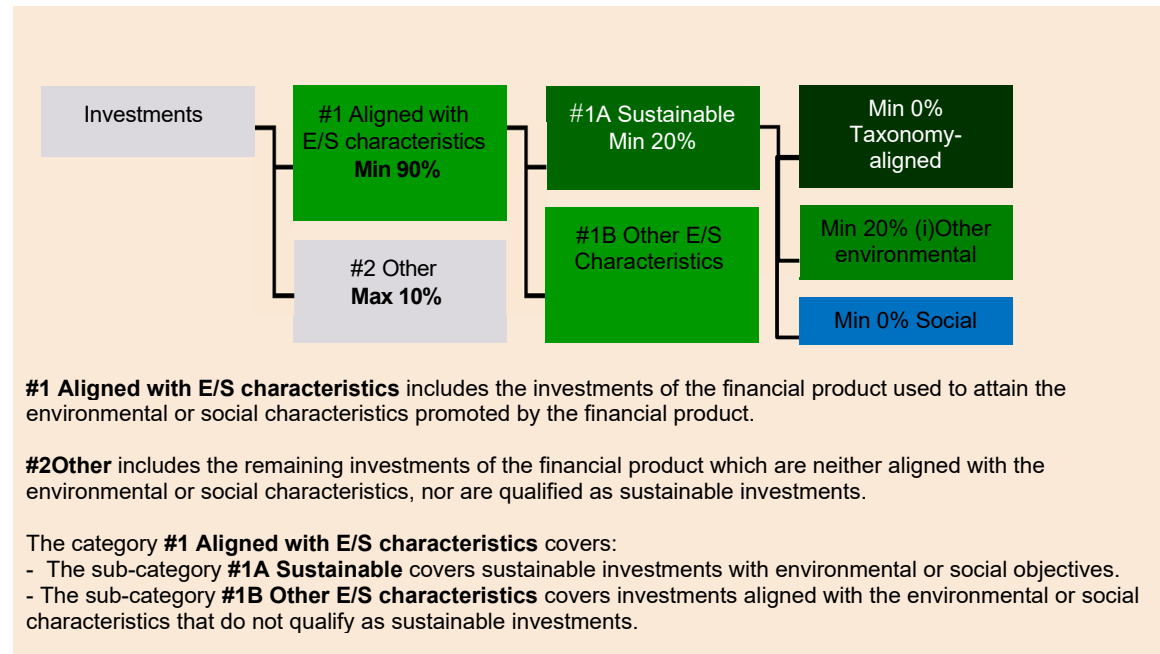 Investments
#1 Aligned with
E/S characteristics
Min 90%
#2 Other
Max 10%
#1A Sustainable
Min 20%
#1B Other E/S
Characteristics
Min 0%
Taxonomy-
aligned
Min 20% (i)Other
environmental
Min 0% Social
#1 Aligned with E/S characteristics includes the investments of the financial product used to attain the
environmental or social characteristics promoted by the financial product.
#2Other includes the remaining investments of the financial product which are neither aligned with the
environmental or social characteristics, nor are qualified as sustainable investments.
The category #1 Aligned with E/S characteristics covers:
- The sub-category #1A Sustainable covers sustainable investments with environmental or social objectives.
- The sub-category #1B Other E/S characteristics covers investments aligned with the environmental or social
characteristics that do not qualify as sustainable investments.